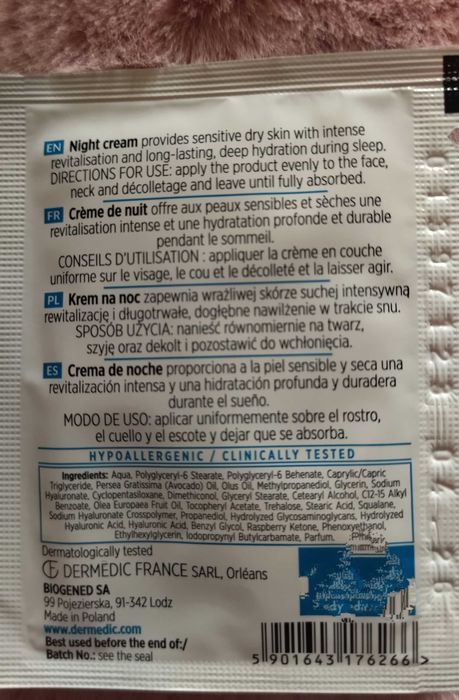 EN Night cream provides sensitive dry skin with intense
revitalisation and long-lasting, deep hydration during sleep.
DIRECTIONS FOR USE: apply the product evenly to the face,
neck and décolletage and leave until fully absorbed.
FR Crème de nuit offre aux peaux sensibles et sèches une
revitalisation intense et une hydratation profonde et durable
pendant le sommeil.
CONSEILS D'UTILISATION : appliquer la crème en couche
uniforme sur le visage, le cou et le décolleté et la laisser agir.
PL Krem na noc zapewnia wrażliwej skórze suchej intensywną
rewitalizację i długotrwałe, dogłębne nawilżenie w trakcie snu.
SPOSÓB UŻYCIA: nanieść równomiernie na twarz,
szyję oraz dekolt i pozostawić do wchłonięcia.
ES Crema de noche proporciona a la piel sensible y seca una
revitalización intensa y una hidratación profunda y duradera
durante el sueño.
MODO DE USO: aplicar uniformemente sobre el rostro,
el cuello y el escote y dejar que se absorba.
HYPOALLERGENIC / CLINICALLY TESTED
Ingredients: Aqua, Polyglyceryl-6 Stearate, Polyglyceryl-6 Behenate, Caprylic/Capric
Triglyceride, Persea Gratissima (Avocado) Oil, Olus Oil, Methylpropanediol, Glycerin, Sodium
Hyaluronate, Cyclopentasiloxane, Dimethiconol, Glyceryl Stearate, Cetearyl Alcohol, C12-15 Alkyl
Benzoate, Olea Europaea Fruit Oil, Tocopheryl Acetate, Trehalose, Stearic Acid, Squalane,
Sodium Hyaluronate Crosspolymer, Propanediol, Hydrolyzed Glycosaminoglycans, Hydrolyzed
Hyaluronic Acid, Hyaluronic Acid, Benzyl Glycol, Raspberry Ketone, Phenoxyethanol,
Ethylhexylglycerin, Iodopropynyl Butylcarbamate, Parfum.
Dermatologically tested
DERMEDIC FRANCE SARL, Orléans
BIOGENED SA
99 Pojezierska, 91-342 Lodz
Made in Poland
www.dermedic.com
Best used before the end of:/
Batch No.: see the seal
5 901643 176266 >